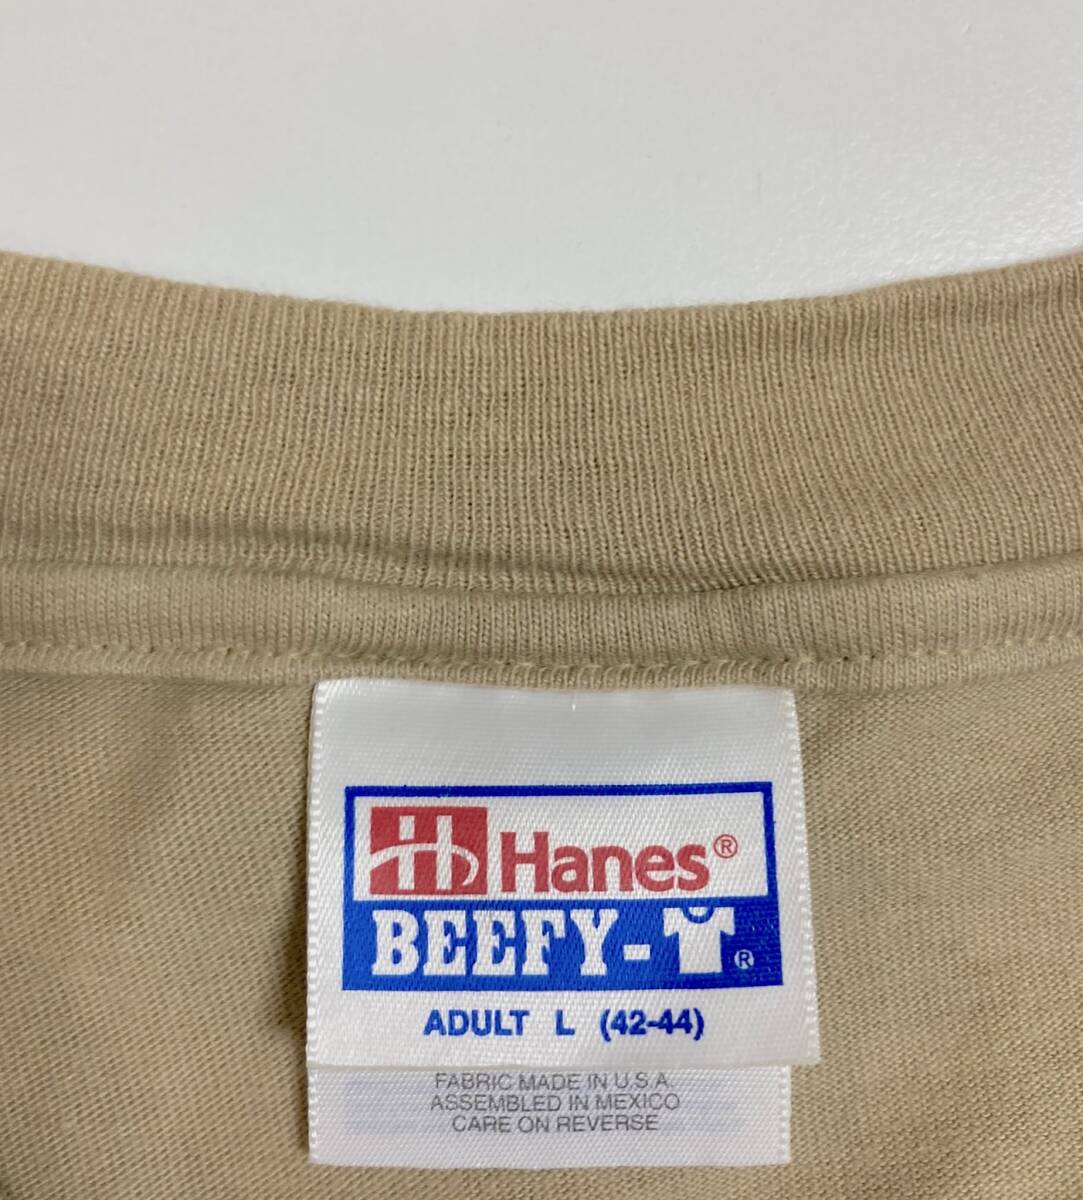 Hanes®
BEEFY-®
ADULT L (42-44)
FABRIC MADE IN U.S.A.
ASSEMBLED IN MEXICO
CARE ON REVERSE